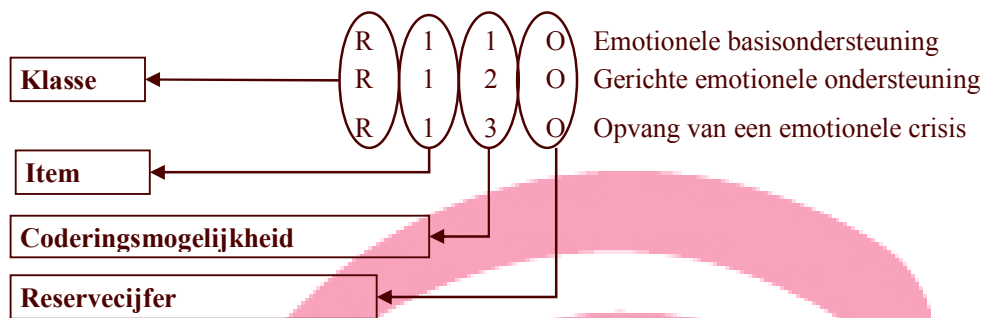 R 1 1 O Emotionele basisondersteuning
Klasse R 1 2 O Gerichte emotionele ondersteuning
R 1 3 O Opvang van een emotionele crisis
Item
Coderingsmogelijkheid
Reservecijfer